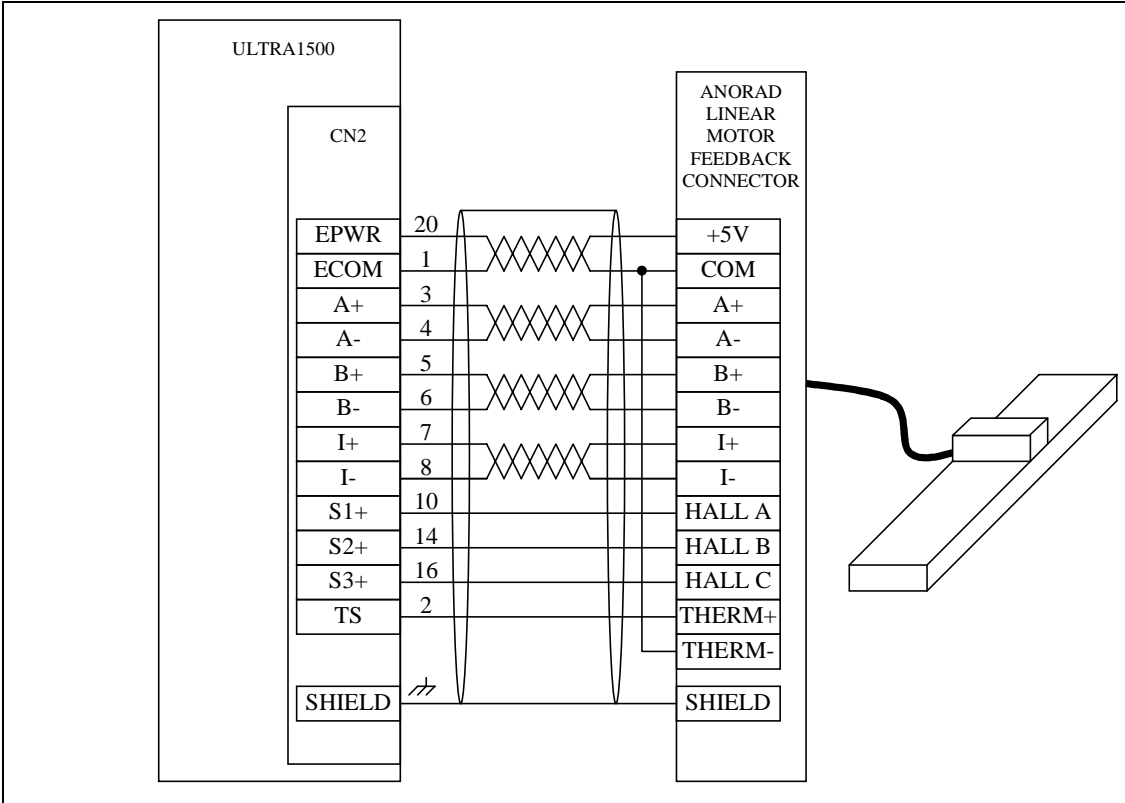 ULTRA1500
CN2
ANORAD
LINEAR
MOTOR
FEEDBACK
CONNECTOR
EPWR 20 +5V
ECOM 1 COM
A+ 3 A+
A- 4 A-
B+ 5 B+
B- 6 B-
I+ 7 I+
I- 8 I-
S1+ 10 HALL A
S2+ 14 HALL B
S3+ 16 HALL C
TS 2 THERM+
THERM-
SHIELD SHIELD